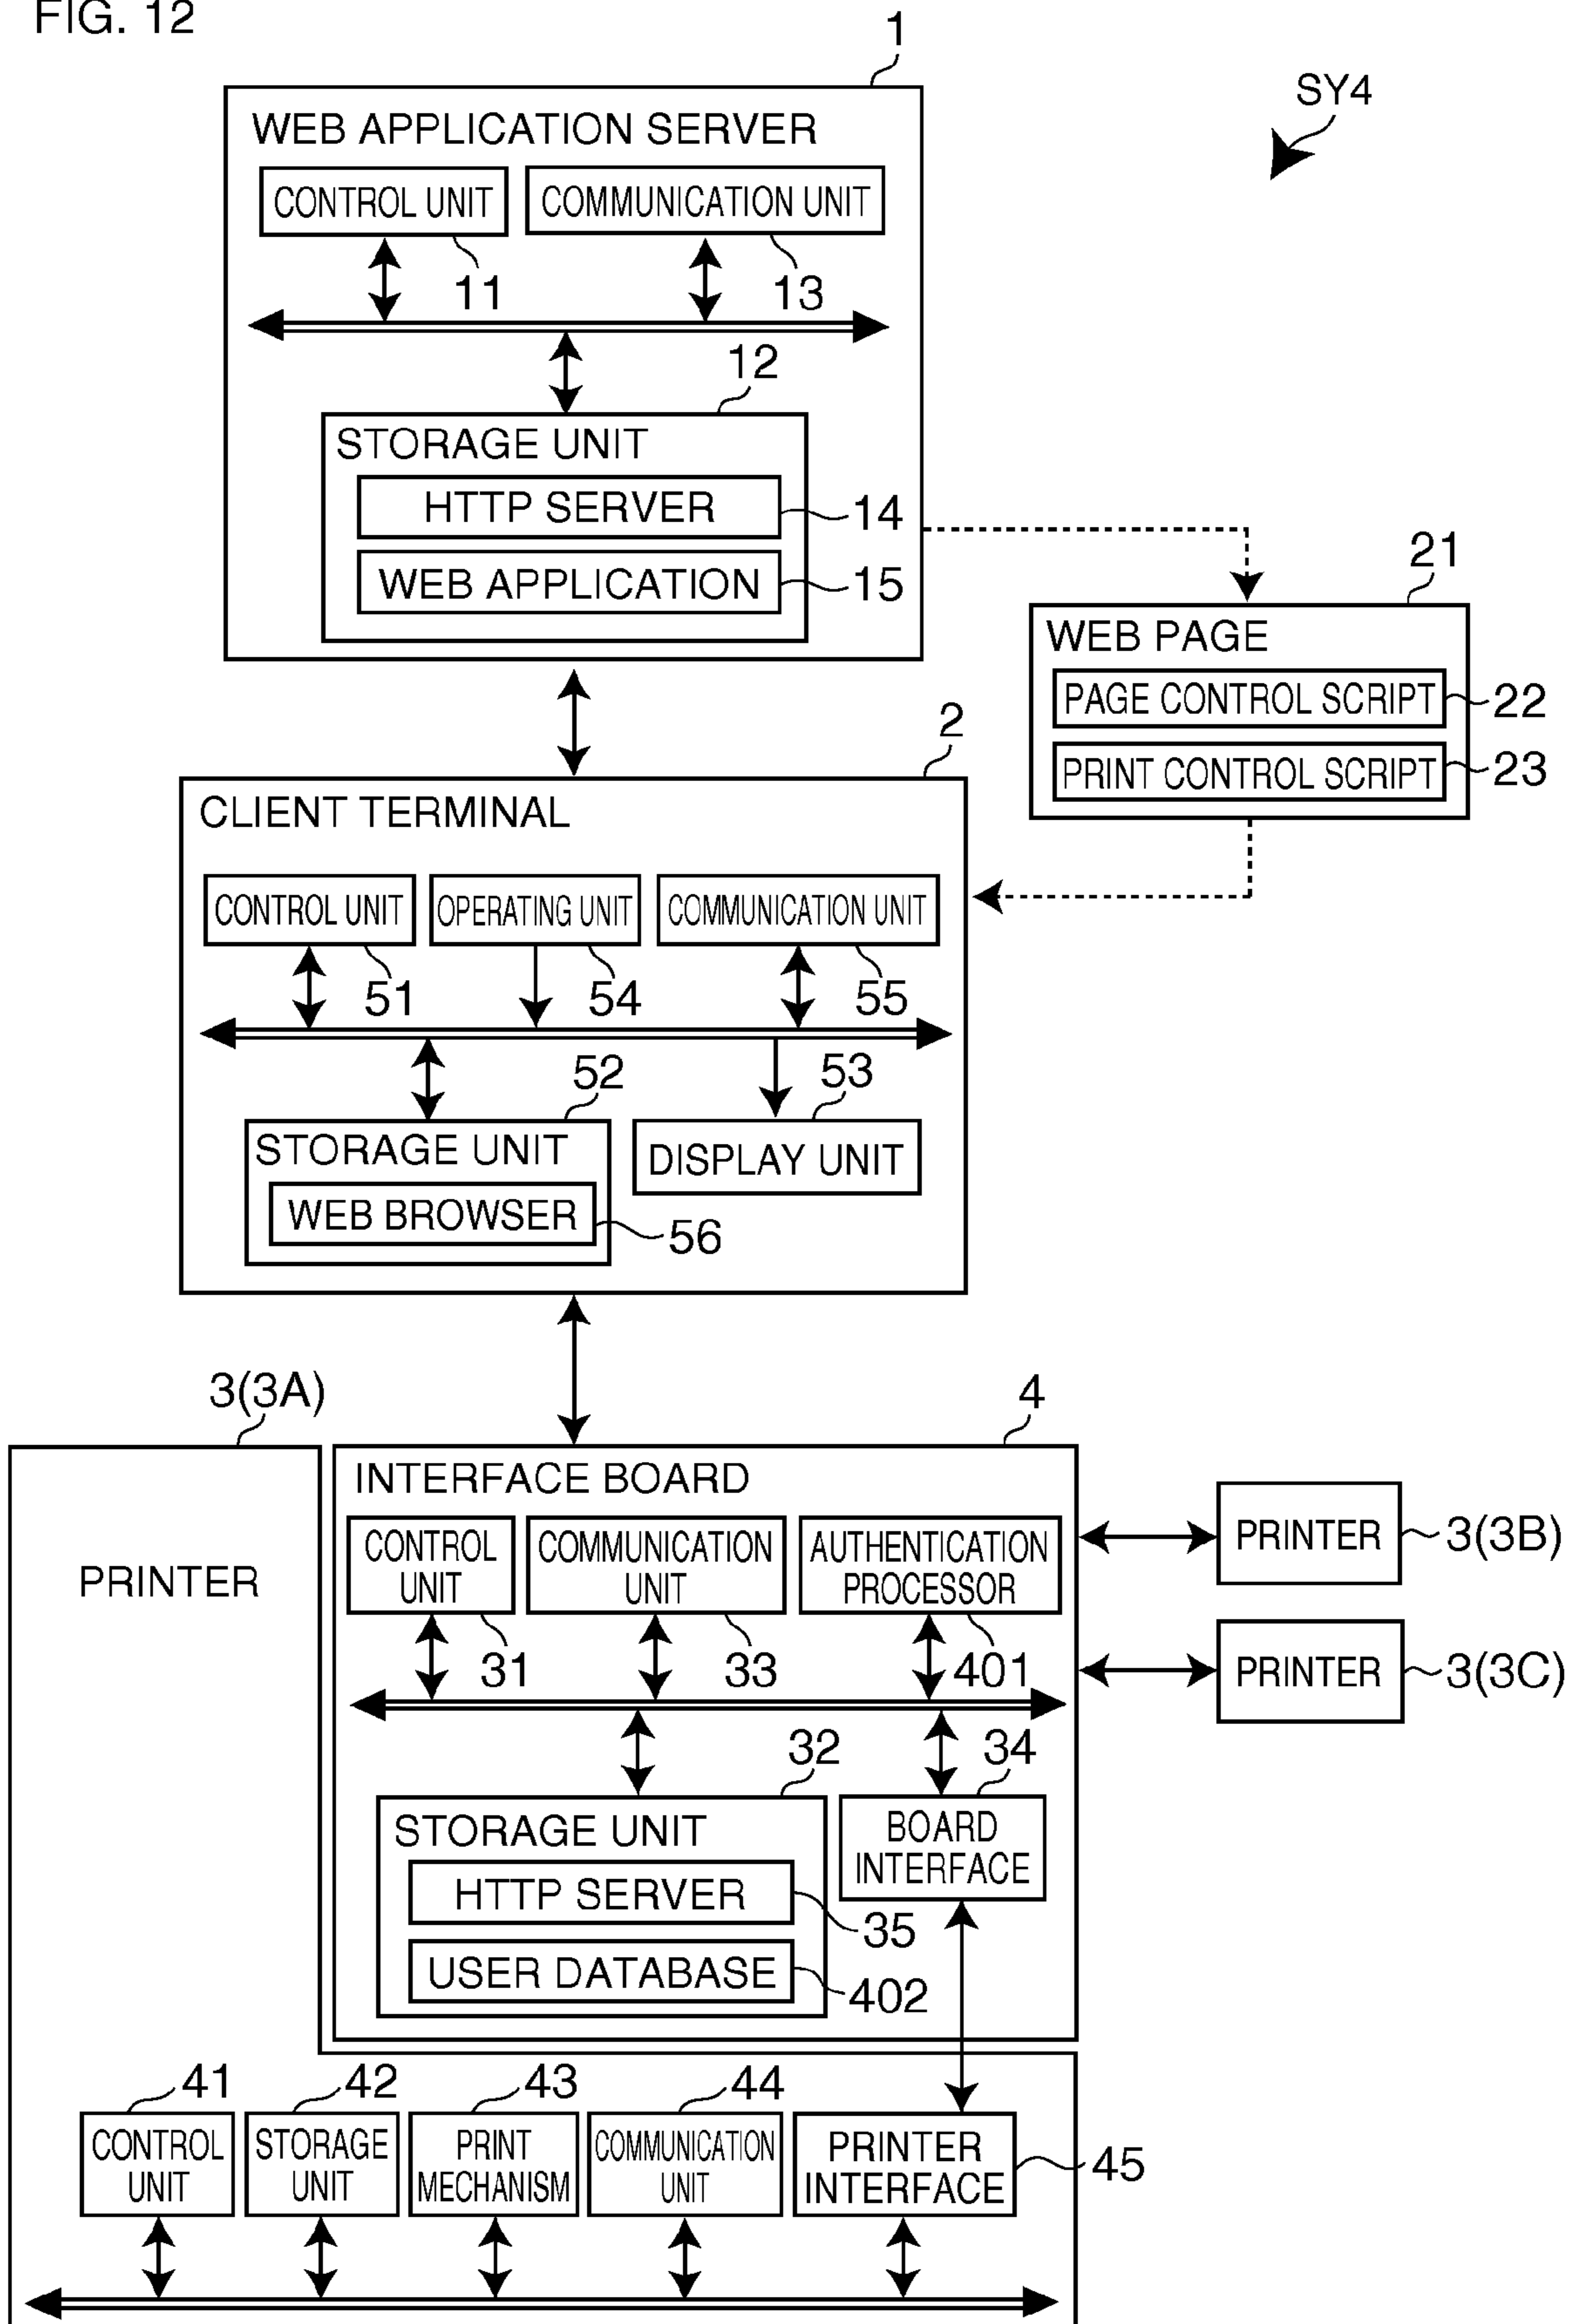 FIG. 12
1
SY4
WEB APPLICATION SERVER
CONTROL UNIT
COMMUNICATION UNIT
11
13
12
STORAGE UNIT
HTTP SERVER
14
WEB APPLICATION
15
21
WEB PAGE
PAGE CONTROL SCRIPT
22
PRINT CONTROL SCRIPT
23
2
CLIENT TERMINAL
CONTROL UNIT
OPERATING UNIT
COMMUNICATION UNIT
51
54
55
52
53
STORAGE UNIT
WEB BROWSER
56
DISPLAY UNIT
3(3A)
4
PRINTER
INTERFACE BOARD
CONTROL
UNIT
COMMUNICATION
UNIT
AUTHENTICATION
PROCESSOR
31
33
401
PRINTER
3(3B)
PRINTER
3(3C)
32
34
STORAGE UNIT
HTTP SERVER
35
USER DATABASE
402
BOARD
INTERFACE
41
42
43
44
CONTROL
UNIT
STORAGE
UNIT
PRINT
MECHANISM
COMMUNICATION
UNIT
PRINTER
INTERFACE
45